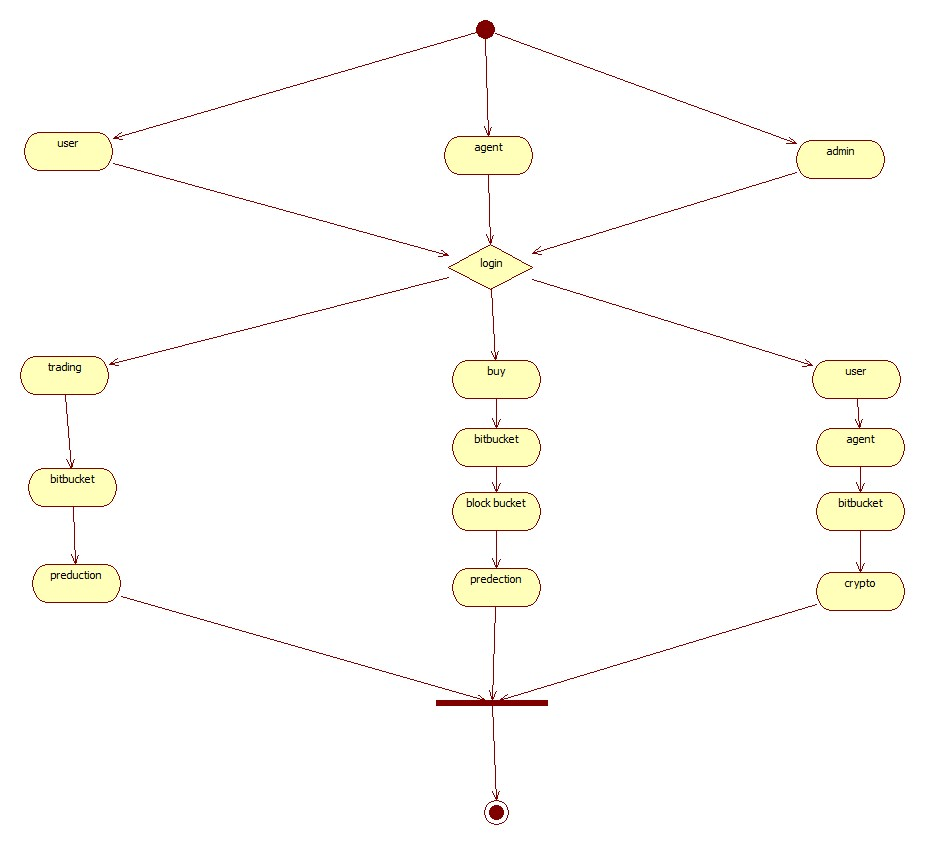 user
agent
admin
login
trading
buy
user
bitbucket
agent
bitbucket
block bucket
bitbucket
preduction
predection
crypto